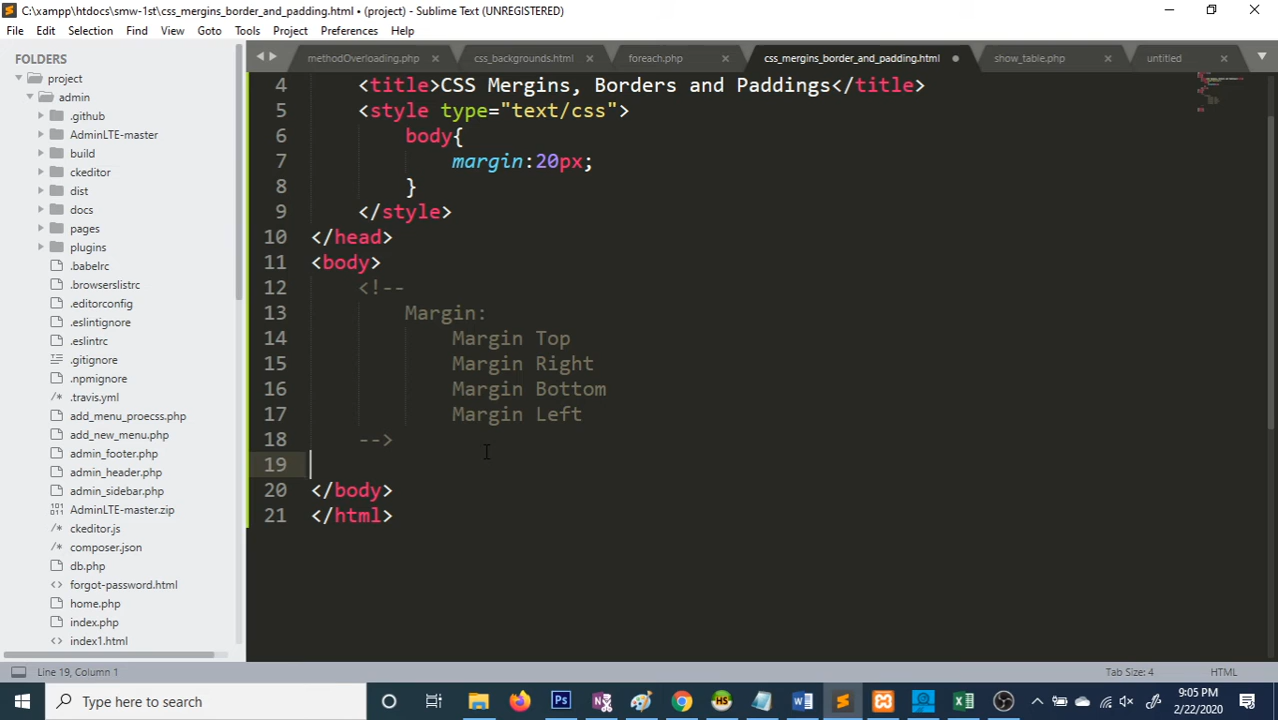 C:\xampp\htdocs\smw-1st\css_mergins_border_and_padding.html • (project) - Sublime Text (UNREGISTERED)
File Edit Selection Find View Goto Tools Project Preferences Help
FOLDERS
project
admin
.github
AdminLTE-master
build
ckeditor
dist
docs
pages
plugins
.babelrc
.browserslistrc
.editorconfig
.eslintignore
.eslintrc
.gitignore
.npmignore
.travis.yml
add_menu_proecss.php
add_new_menu.php
admin_footer.php
admin_header.php
admin_sidebar.php
AdminLTE-master.zip
ckeditor.js
composer.json
db.php
forgot-password.html
home.php
index.php
index1.html
methodOverloading.php × css_backgrounds.html × foreach.php × css_mergins_border_and_padding.html show_table.php × untitled ×
4 <title>CSS Mergins, Borders and Paddings</title>
5 <style type="text/css">
6 body{
7 margin:20px;
8 }
9 </style>
10 </head>
11 <body>
12 <!--
13 Margin:
14 Margin Top
15 Margin Right
16 Margin Bottom
17 Margin Left
18 -->
19
20 </body>
21 </html>
Line 19, Column 1 Tab Size: 4 HTML
Type here to search
9:05 PM
2/22/2020